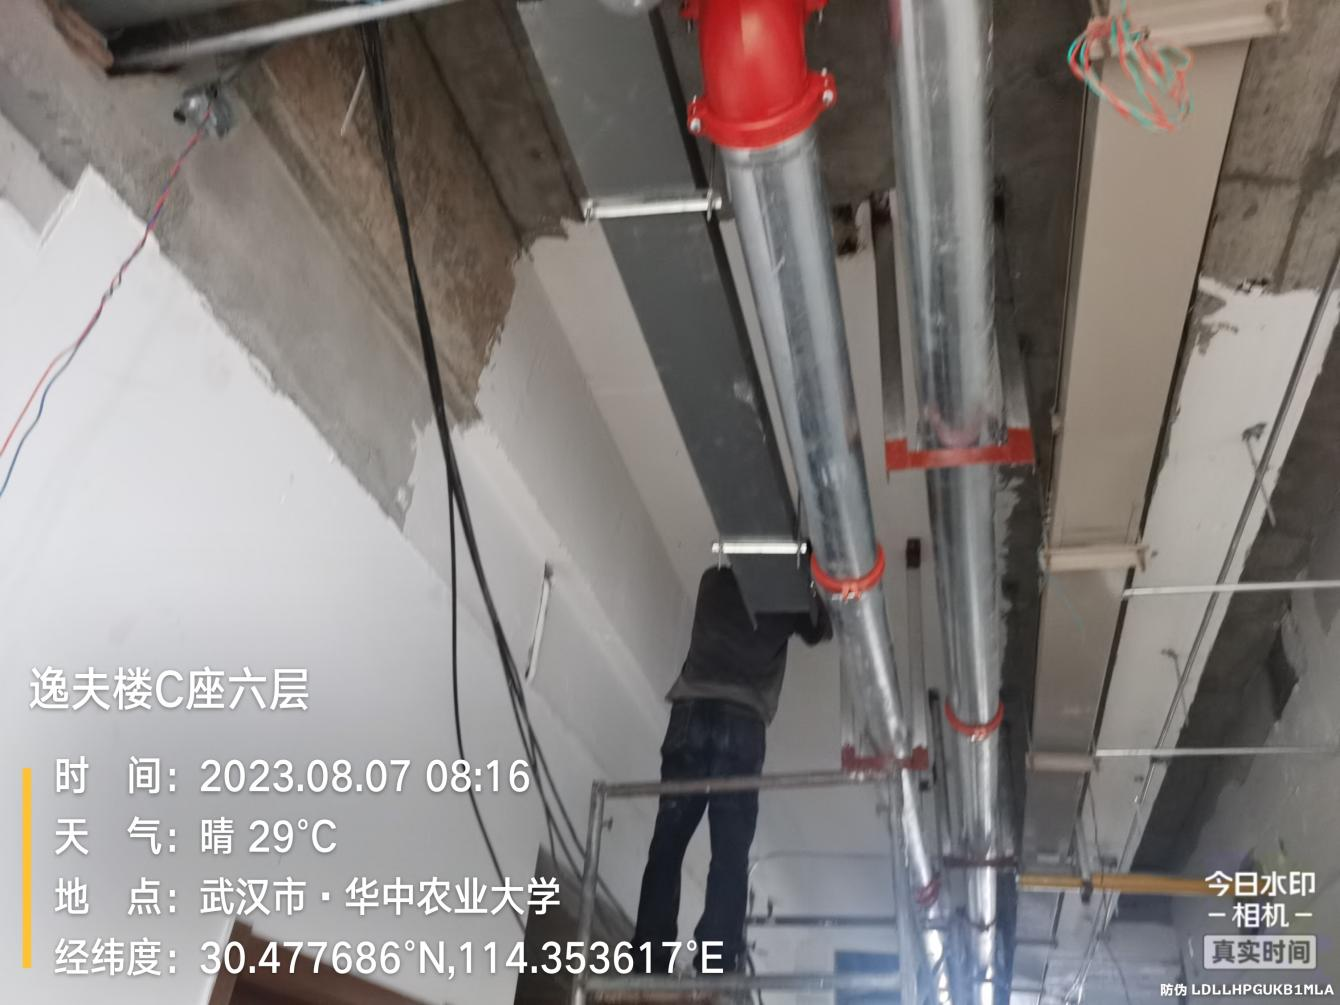 逸夫楼C座六层
时 间：2023.08.07 08:16
天 气：晴 29°C
地 点：武汉市·华中农业大学
经纬度：30.477686°N,114.353617°E
今日水印
-相机-
真实时间
防伪 LDLLHPGUKB1MLA